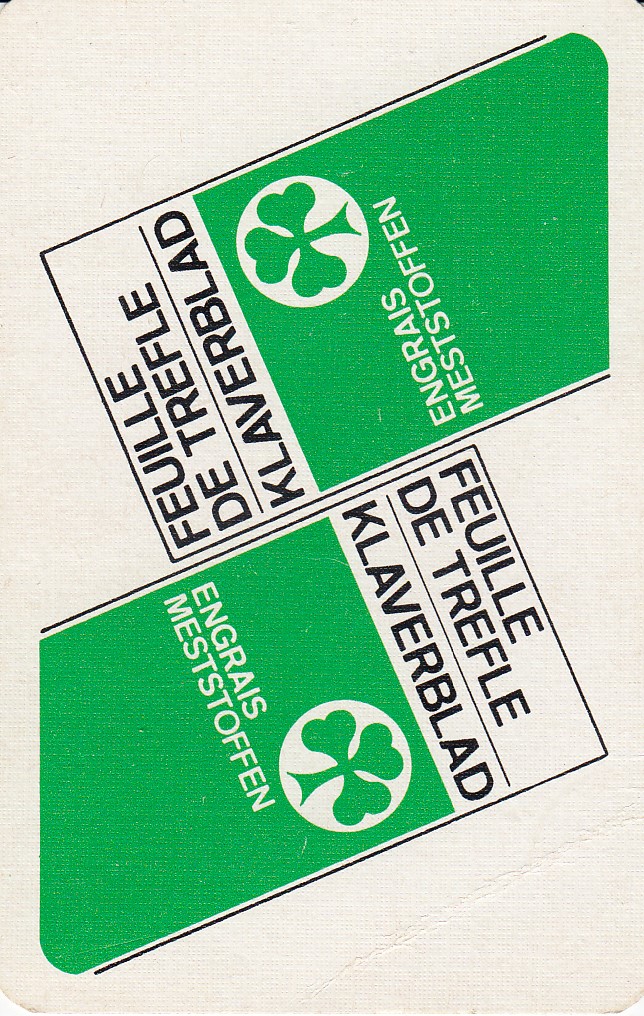 FEUILLE
DE TREFLE
KLAVERBLAD
ENGRAIS
MESTSTOFFEN
FEUILLE
DE TREFLE
KLAVERBLAD
ENGRAIS
MESTSTOFFEN